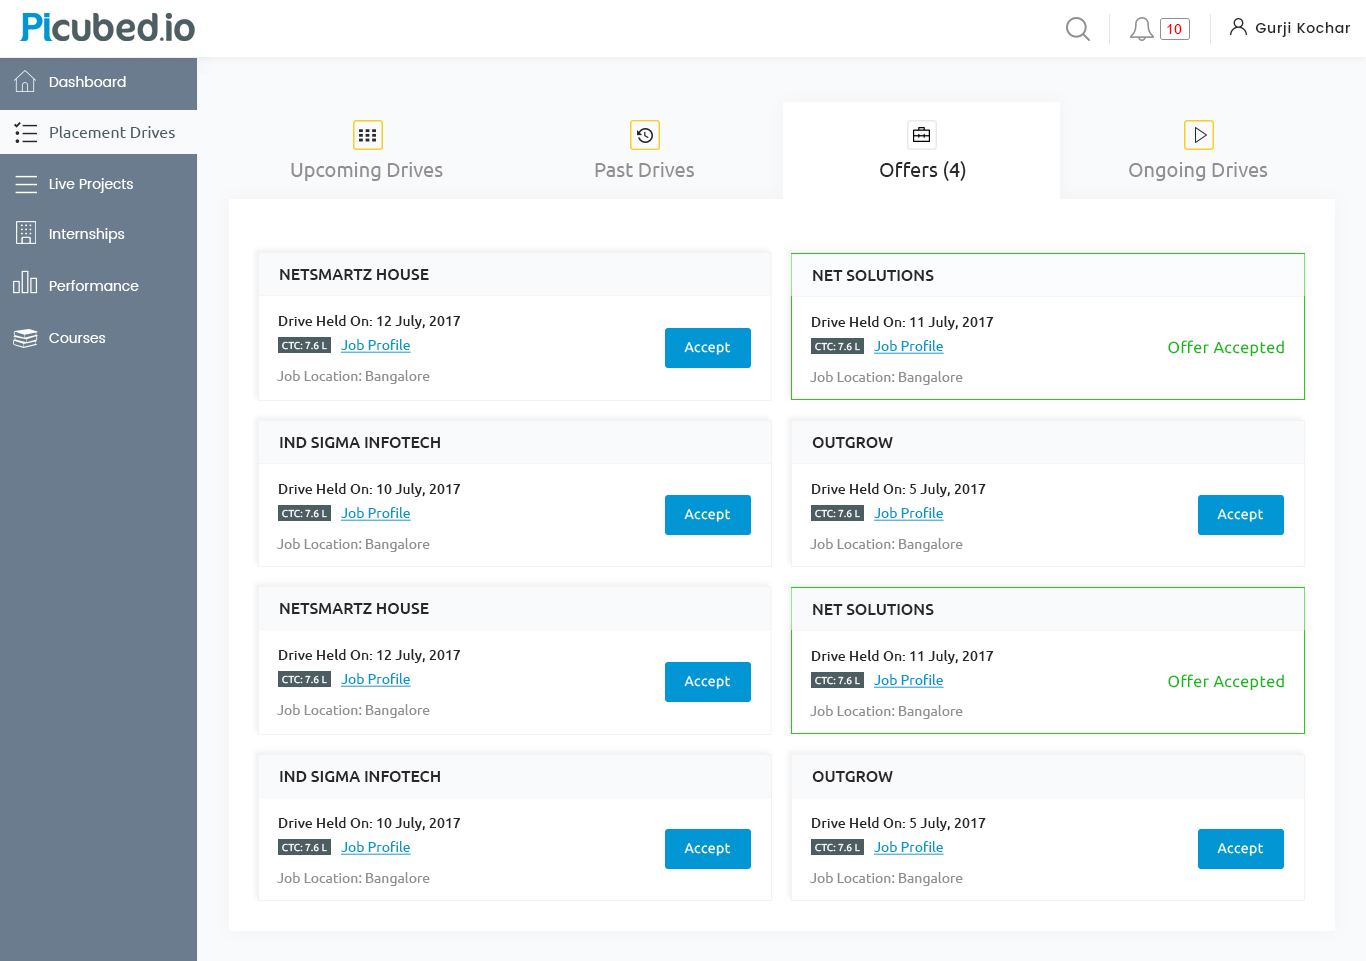 Picubed.io
10
Gurji Kochar
Dashboard
Placement Drives
Live Projects
Internships
Performance
Courses
Upcoming Drives
Past Drives
Offers (4)
Ongoing Drives
NETSMARTZ HOUSE
Drive Held On: 12 July, 2017
CTC: 7.6 L Job Profile
Job Location: Bangalore
Accept
NET SOLUTIONS
Drive Held On: 11 July, 2017
CTC: 7.6 L Job Profile
Job Location: Bangalore
Offer Accepted
IND SIGMA INFOTECH
Drive Held On: 10 July, 2017
CTC: 7.6 L Job Profile
Job Location: Bangalore
Accept
OUTGROW
Drive Held On: 5 July, 2017
CTC: 7.6 L Job Profile
Job Location: Bangalore
Accept
NETSMARTZ HOUSE
Drive Held On: 12 July, 2017
CTC: 7.6 L Job Profile
Job Location: Bangalore
Accept
NET SOLUTIONS
Drive Held On: 11 July, 2017
CTC: 7.6 L Job Profile
Job Location: Bangalore
Offer Accepted
IND SIGMA INFOTECH
Drive Held On: 10 July, 2017
CTC: 7.6 L Job Profile
Job Location: Bangalore
Accept
OUTGROW
Drive Held On: 5 July, 2017
CTC: 7.6 L Job Profile
Job Location: Bangalore
Accept